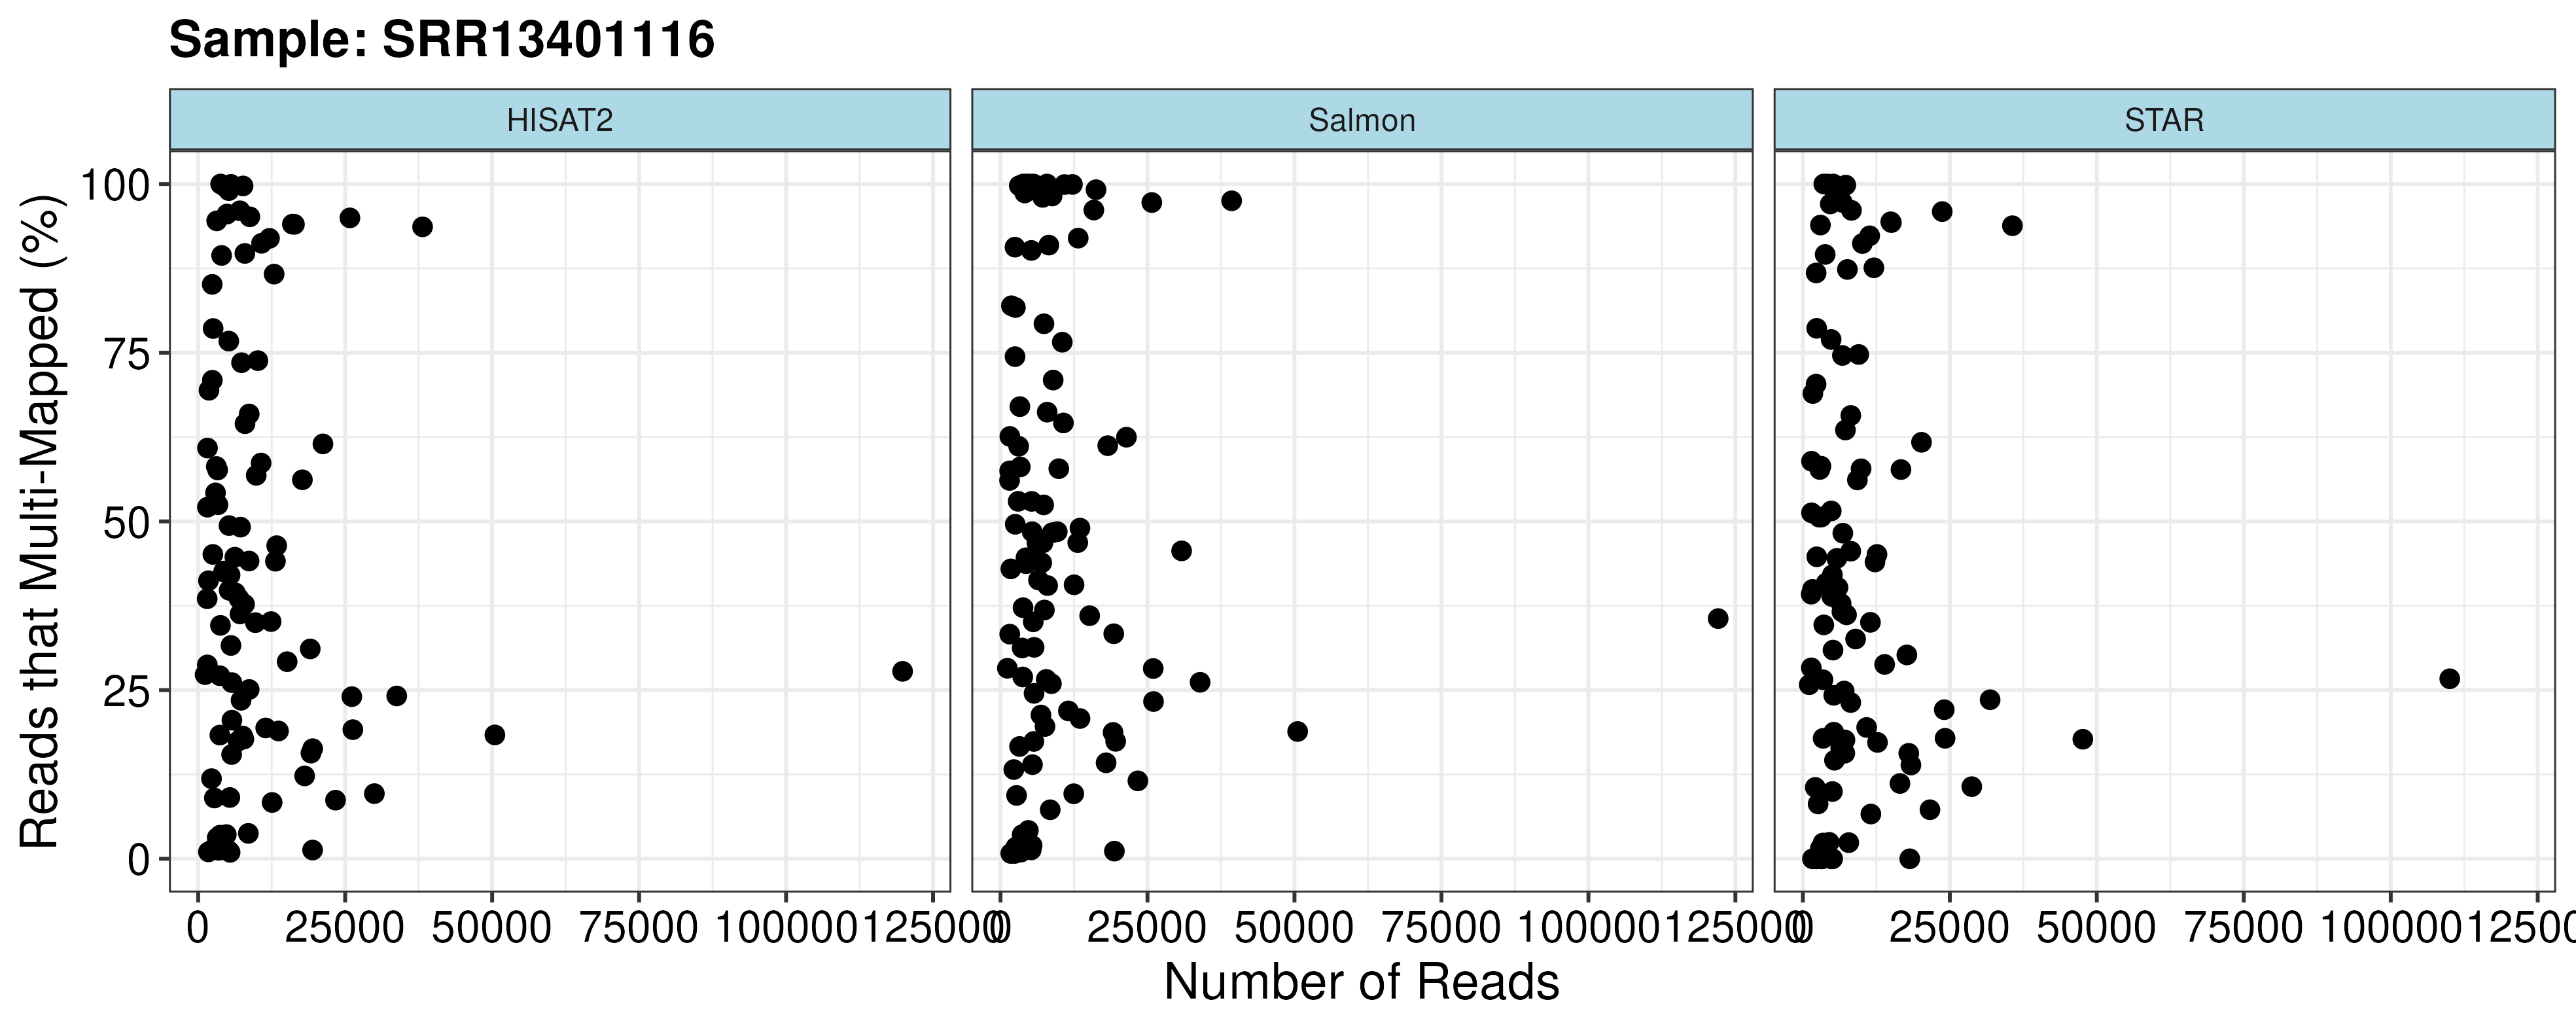 Sample: SRR13401116
HISAT2 Salmon STAR
Reads that Multi-Mapped (%)
100
75
50
25
0
0 25000 50000 75000 100000 125000 0 25000 50000 75000 100000 125000 0 25000 50000 75000 100000 1250
Number of Reads